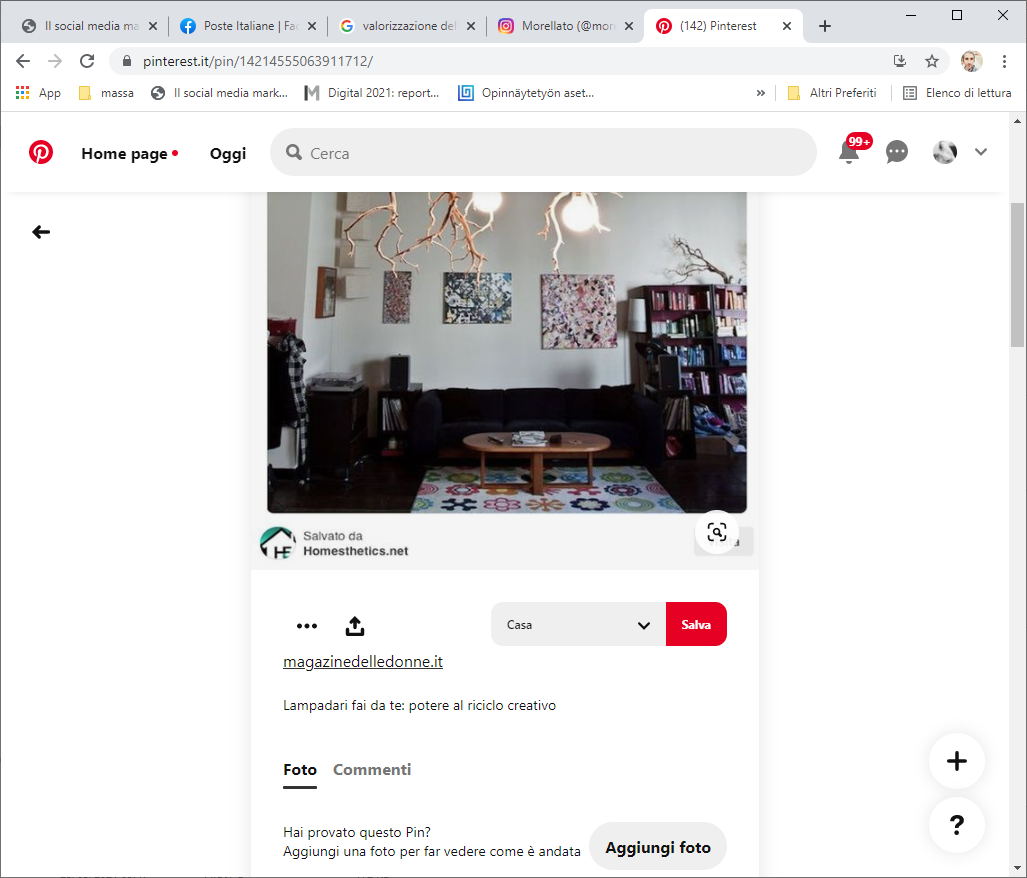 Il social media ma
Poste Italiane | Fac
valorizzazione del
Morellato (@more
(142) Pinterest
pinterest.it/pin/14214555063911712/
App
massa
Il social media mark...
Digital 2021: report...
Opinnäytetyön aset...
»
Altri Preferiti
Elenco di lettura
Home page
Oggi
Cerca
99+
Salvato da
Homesthetics.net
Casa
Salva
magazinedelledonne.it
Lampadari fai da te: potere al riciclo creativo
Foto
Commenti
Hai provato questo Pin?
Aggiungi una foto per far vedere come è andata
Aggiungi foto